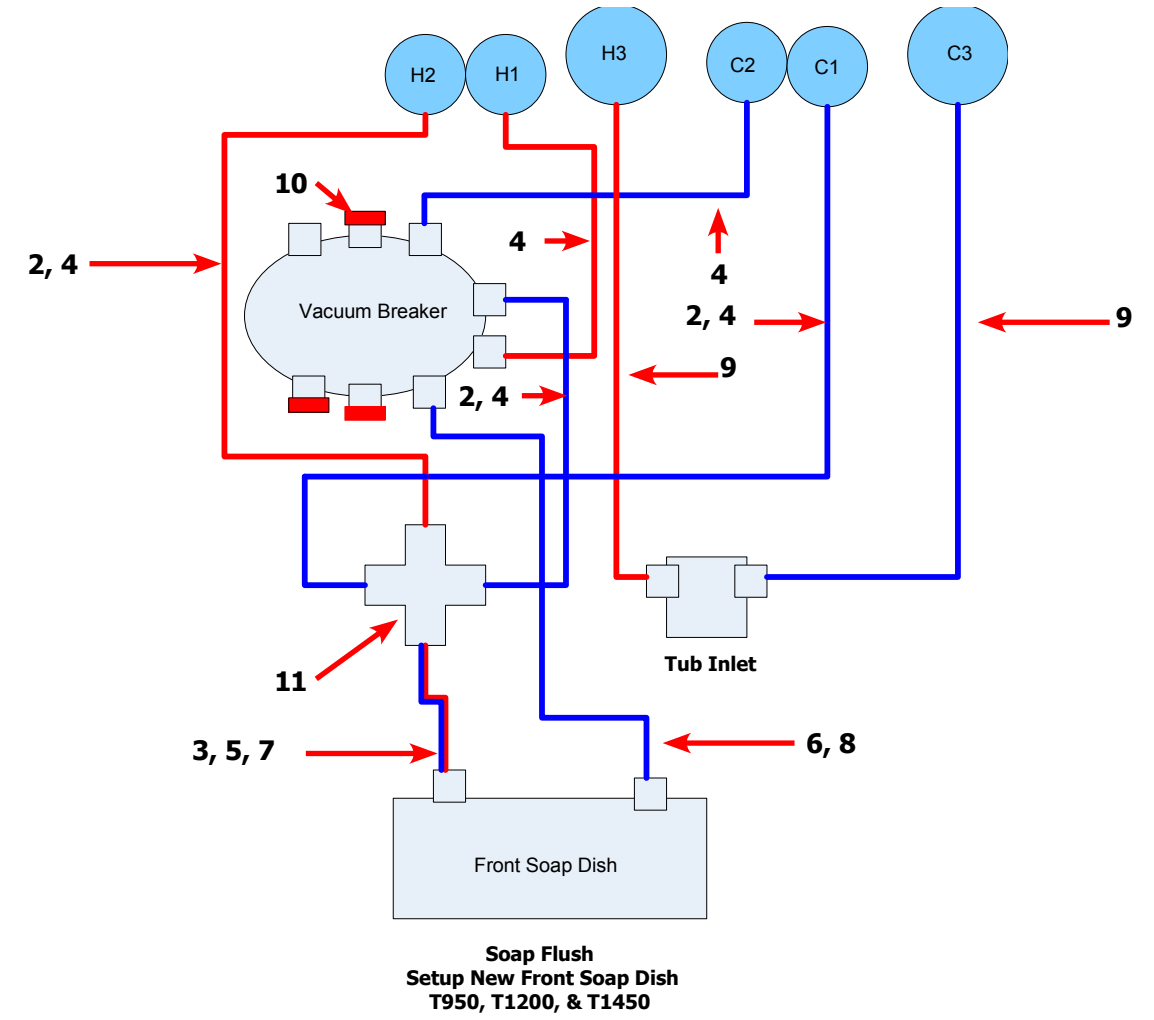 H2
H1
H3
C2
C1
C3
10
2, 4
4
4
Vacuum Breaker
2, 4
9
9
2, 4
11
Tub Inlet
3, 5, 7
6, 8
Front Soap Dish
Soap Flush
Setup New Front Soap Dish
T950, T1200, & T1450